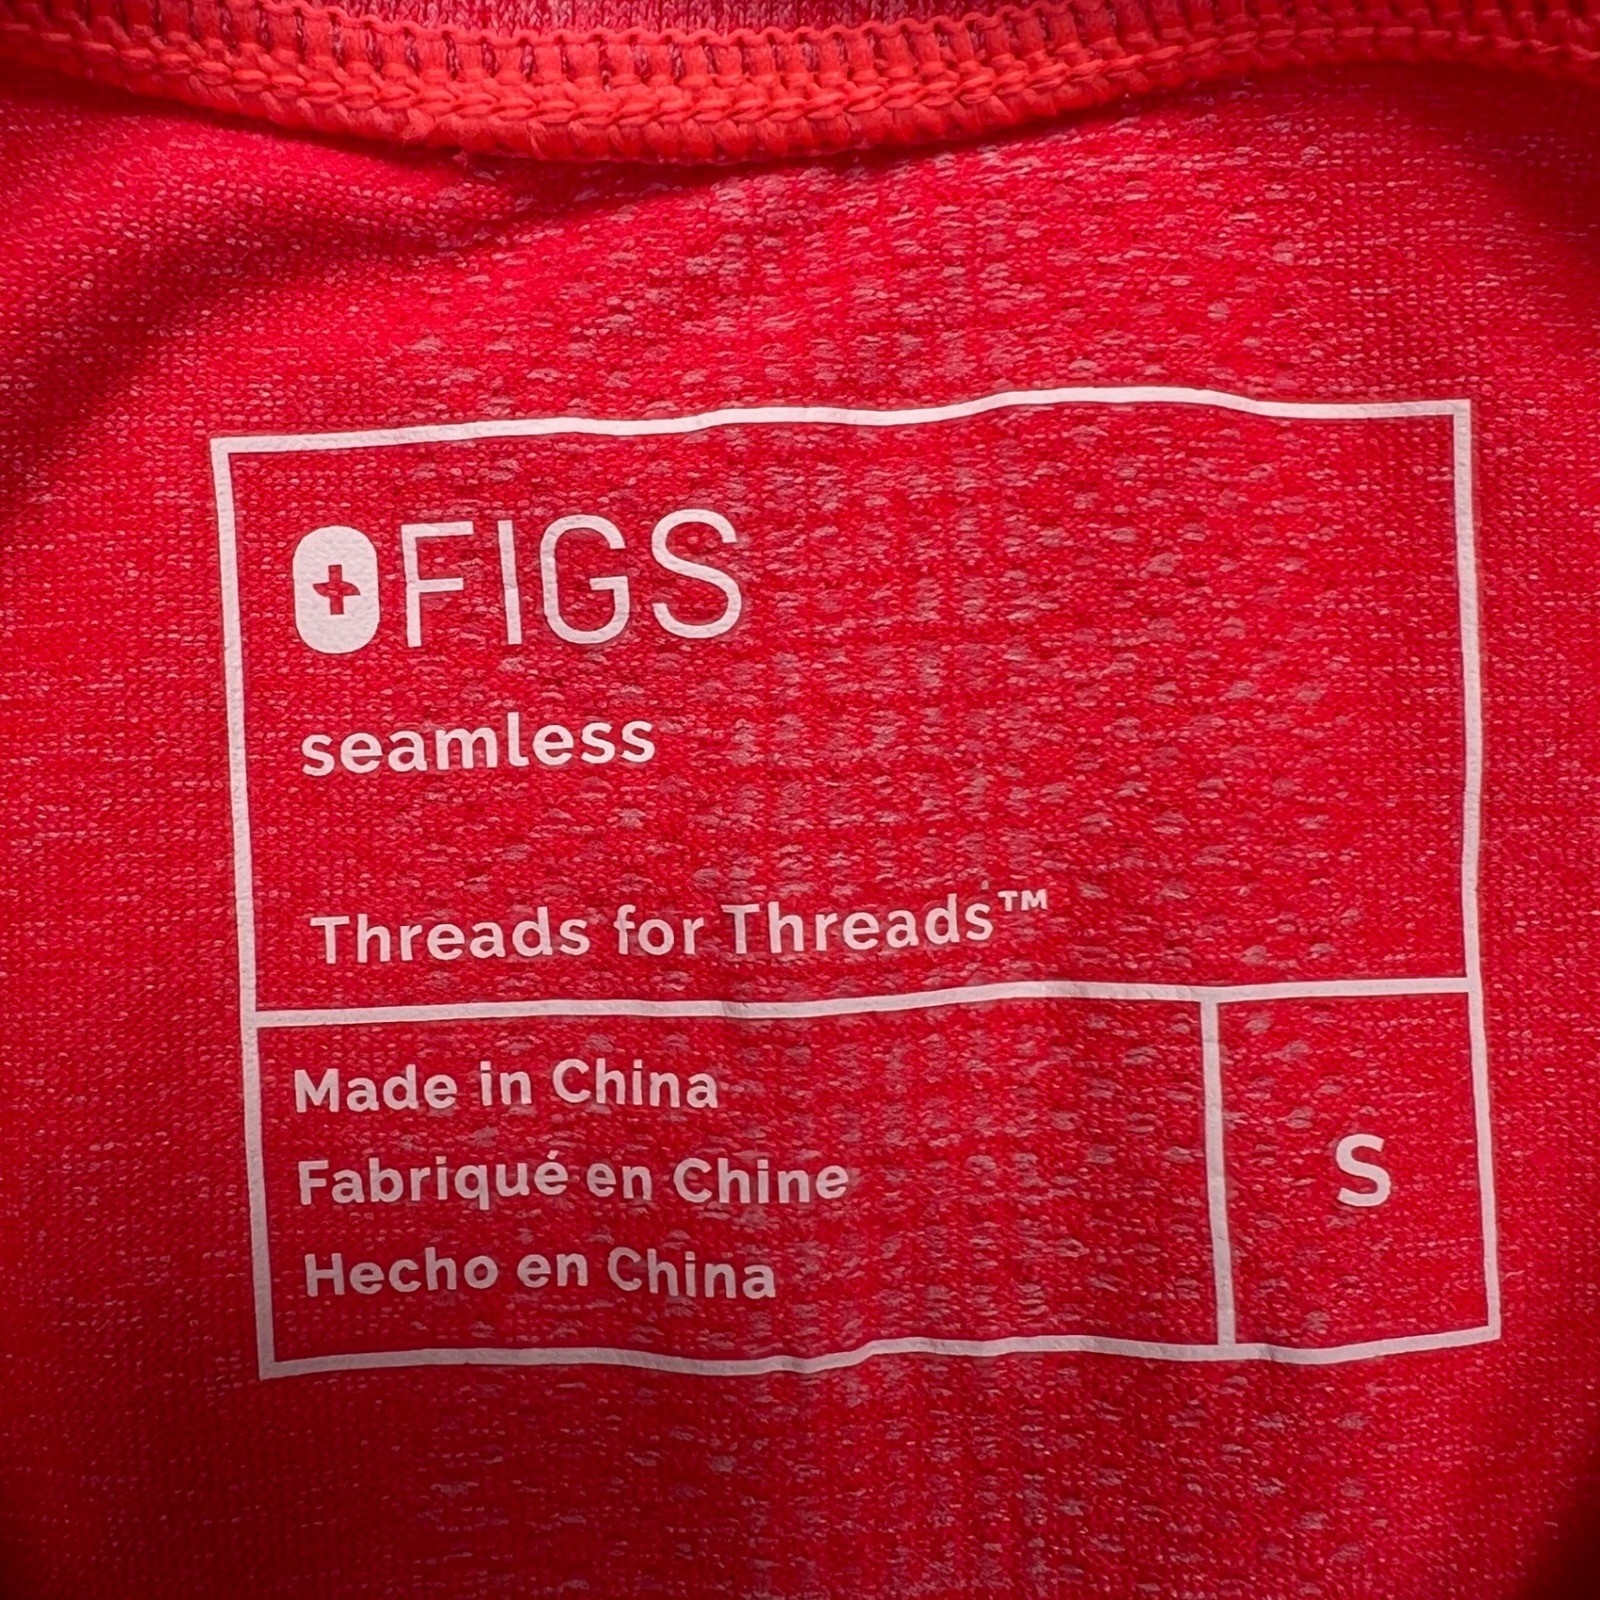 FIGS
seamless
Threads for Threads™
Made in China
Fabriqué en Chine
Hecho en China
S